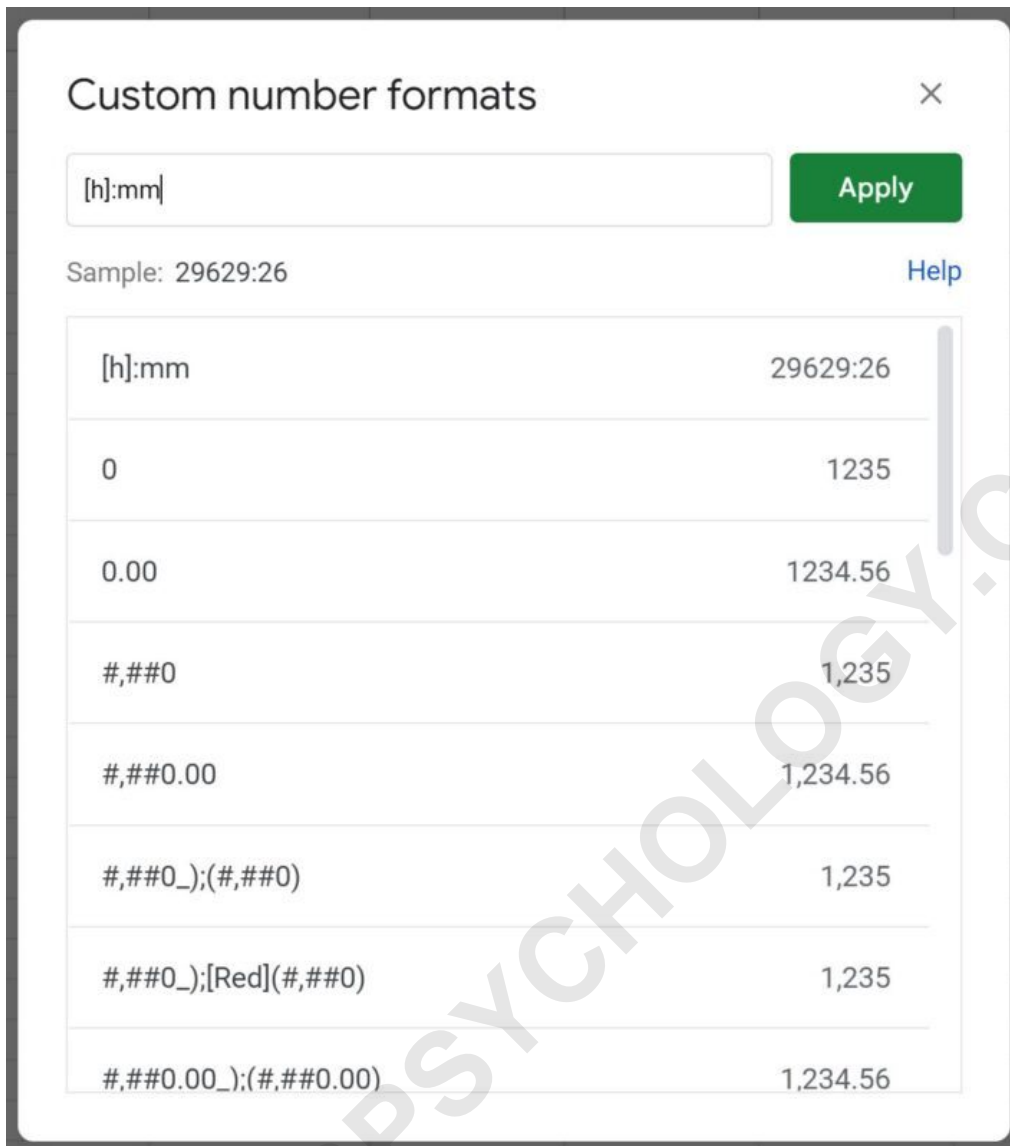 Custom number formats
[h]:mm
Apply
Sample: 29629:26
Help
[h]:mm 29629:26
0 1235
0.00 1234.56
#,##0 1,235
#,##0.00 1,234.56
#,##0_);(#,##0) 1,235
#,##0_);[Red](#,##0) 1,235
#,##0.00_);(#,##0.00) 1,234.56
PSYCHOLOGY.C